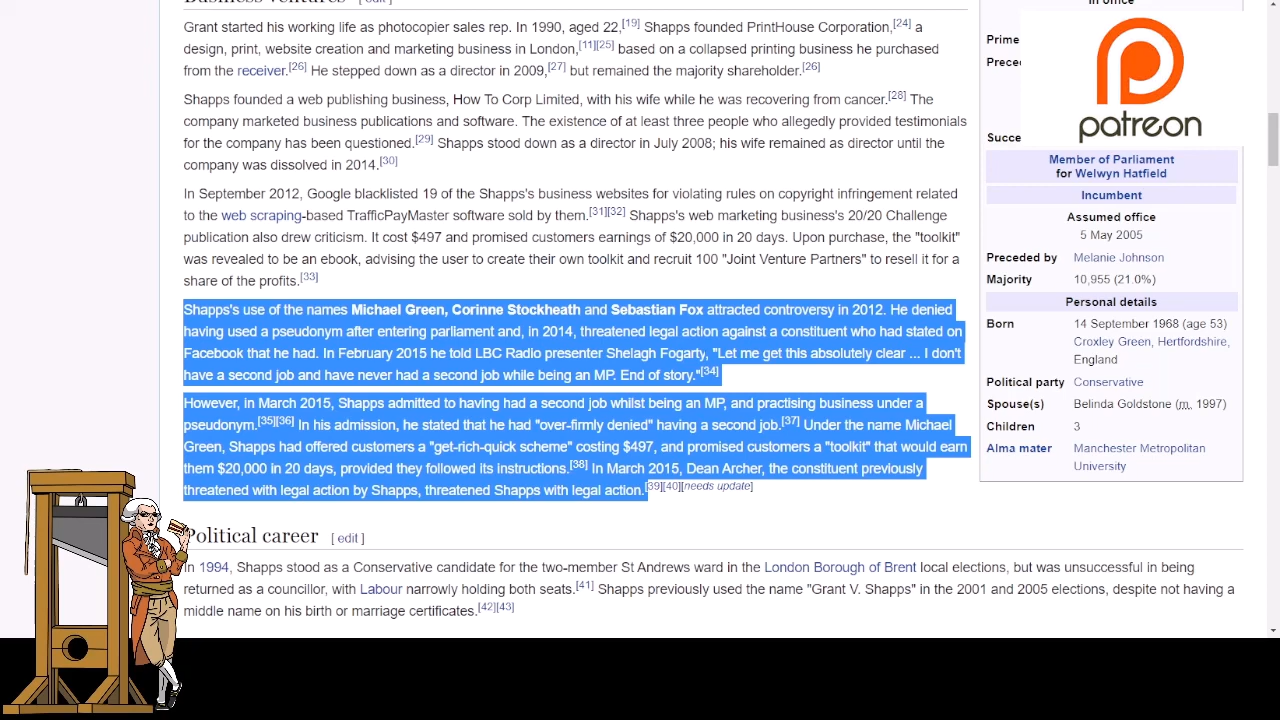 Business ventures [ edit ]
Grant started his working life as photocopier sales rep. In 1990, aged 22,[19] Shapps founded PrintHouse Corporation,[24] a
design, print, website creation and marketing business in London,[11][25] based on a collapsed printing business he purchased
from the receiver.[26] He stepped down as a director in 2009,[27] but remained the majority shareholder.[26]
Shapps founded a web publishing business, How To Corp Limited, with his wife while he was recovering from cancer.[28] The
company marketed business publications and software. The existence of at least three people who allegedly provided testimonials
for the company has been questioned.[29] Shapps stood down as a director in July 2008; his wife remained as director until the
company was dissolved in 2014.[30]
In September 2012, Google blacklisted 19 of the Shapps's business websites for violating rules on copyright infringement related
to the web scraping-based TrafficPayMaster software sold by them.[31][32] Shapps's web marketing business's 20/20 Challenge
publication also drew criticism. It cost $497 and promised customers earnings of $20,000 in 20 days. Upon purchase, the "toolkit"
was revealed to be an ebook, advising the user to create their own toolkit and recruit 100 "Joint Venture Partners" to resell it for a
share of the profits.[33]
Shapps's use of the names Michael Green, Corinne Stockheath and Sebastian Fox attracted controversy in 2012. He denied
having used a pseudonym after entering parliament and, in 2014, threatened legal action against a constituent who had stated on
Facebook that he had. In February 2015 he told LBC Radio presenter Shelagh Fogarty, "Let me get this absolutely clear ... I don't
have a second job and have never had a second job while being an MP. End of story."[34]
However, in March 2015, Shapps admitted to having had a second job whilst being an MP, and practising business under a
pseudonym.[35][36] In his admission, he stated that he had "over-firmly denied" having a second job.[37] Under the name Michael
Green, Shapps had offered customers a "get-rich-quick scheme" costing $497, and promised customers a "toolkit" that would earn
them $20,000 in 20 days, provided they followed its instructions.[38] In March 2015, Dean Archer, the constituent previously
threatened with legal action by Shapps, threatened Shapps with legal action.[39][40][needs update]
Political career [ edit ]
In 1994, Shapps stood as a Conservative candidate for the two-member St Andrews ward in the London Borough of Brent local elections, but was unsuccessful in being
returned as a councillor, with Labour narrowly holding both seats.[41] Shapps previously used the name "Grant V. Shapps" in the 2001 and 2005 elections, despite not having a
middle name on his birth or marriage certificates.[42][43]
In office
Prime
Prece
Succe
patreon
Member of Parliament
for Welwyn Hatfield
Incumbent
Assumed office
5 May 2005
Preceded by Melanie Johnson
Majority 10,955 (21.0%)
Personal details
Born 14 September 1968 (age 53)
Croxley Green, Hertfordshire,
England
Political party Conservative
Spouse(s) Belinda Goldstone (m. 1997)
Children 3
Alma mater Manchester Metropolitan
University